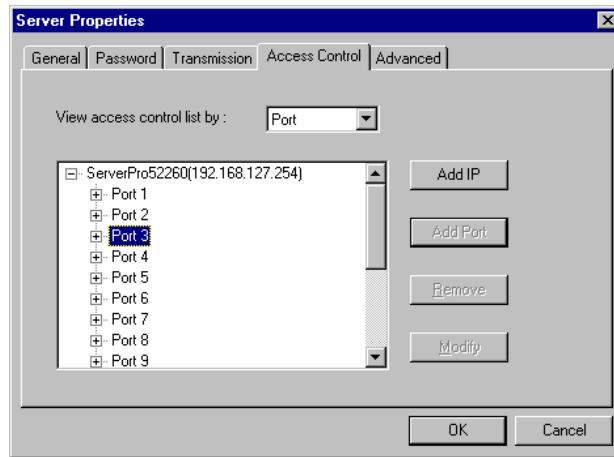 Server Properties
General Password Transmission Access Control Advanced
View access control list by : Port
ServerPro52260(192.168.127.254)
Port 1
Port 2
Port 3
Port 4
Port 5
Port 6
Port 7
Port 8
Port 9
Add IP
Add Port
Remove
Modify
OK Cancel